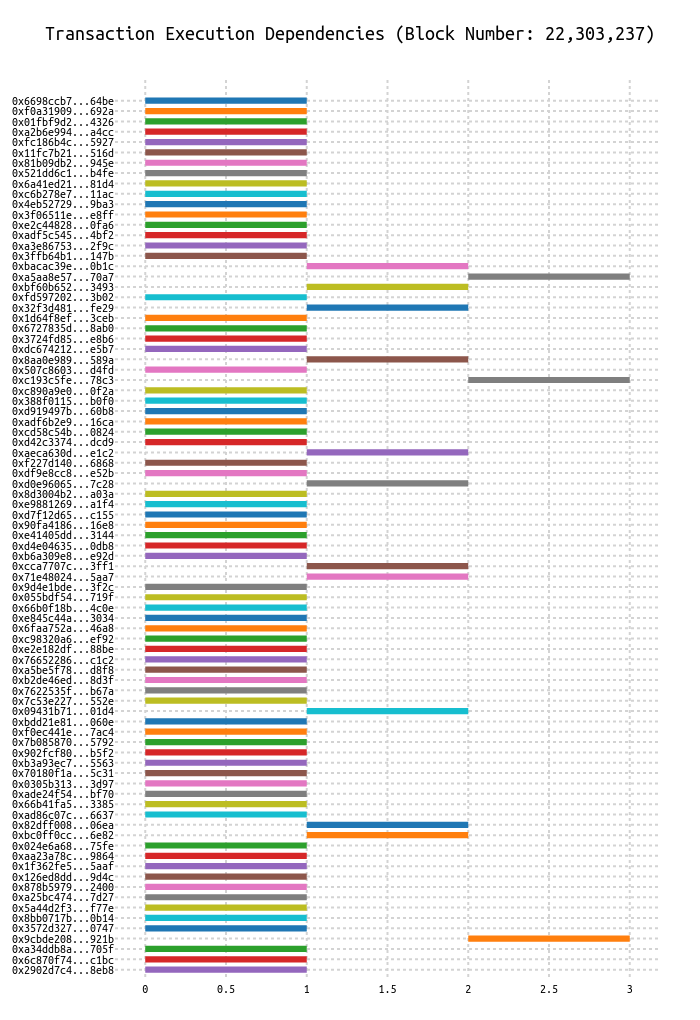 Transaction Execution Dependencies (Block Number: 22,303,237)
0x6698ccb7...64be
0xf0a31909...692a
0x01fbf9d2...4326
0xa2b6e994...a4cc
0xfc186b4c...5927
0x11fc7b21...516d
0x81b09db2...945e
0x521dd6c1...b4fe
0x6a41ed21...81d4
0xc6b278e7...11ac
0x4eb52729...9ba3
0x3f06511e...e8ff
0xe2c44828...0fa6
0xadf5c545...4bf2
0xa3e86753...2f9c
0x3ffb64b1...147b
0xbacac39e...0b1c
0xa5aa8e57...70a7
0xbf60b652...3493
0xfd597202...3b02
0x32f3d481...fe29
0x1d64f8ef...3ceb
0x6727835d...8ab0
0x3724fd85...e8b6
0xdc674212...e5b7
0x8aa0e989...589a
0x507c8603...d4fd
0xc193c5fe...78c3
0xc890a9e0...0f2a
0x388f0115...b0f0
0xd919497b...60b8
0xadf6b2e9...16ca
0xcd58c54b...0824
0xd42c3374...dcd9
0xaeca630d...e1c2
0xf227d140...6868
0xdf9e8cc8...e52b
0xd0e96065...7c28
0x8d3004b2...a03a
0xe9881269...a1f4
0xd7f12d65...c155
0x90fa4186...16e8
0xe41405dd...3144
0xd4e04635...0db8
0xb6a309e8...e92d
0xcca7707c...3ff1
0x71e48024...5aa7
0x9d4e1bde...3f2c
0x055bdf54...719f
0x66b0f18b...4c0e
0xe845c44a...3034
0x6faa752a...46a8
0xc98320a6...ef92
0xe2e182df...88be
0x76652286...c1c2
0xa5be5f78...d8f8
0xb2de46ed...8d3f
0x7622535f...b67a
0x7c53e227...552e
0x09431b71...01d4
0xbdd21e81...060e
0xf0ec441e...7ac4
0x7b085870...5792
0x902fcf80...b5f2
0xb3a93ec7...5563
0x70180f1a...5c31
0x0305b313...3d97
0xade24f54...bf70
0x66b41fa5...3385
0xad86c07c...6637
0x82dff008...06ea
0xbc0ff0cc...6e82
0x024e6a68...75fe
0xaa23a78c...9864
0x1f362fe5...5aaf
0x126ed8dd...9d4c
0x878b5979...2400
0xa25bc474...7d27
0x5a44d2f3...f77e
0x8bb0717b...0b14
0x3572d327...0747
0x9cbde208...921b
0xa34ddb8a...705f
0x6c870f74...c1bc
0x2902d7c4...8eb8
0 0.5 1 1.5 2 2.5 3